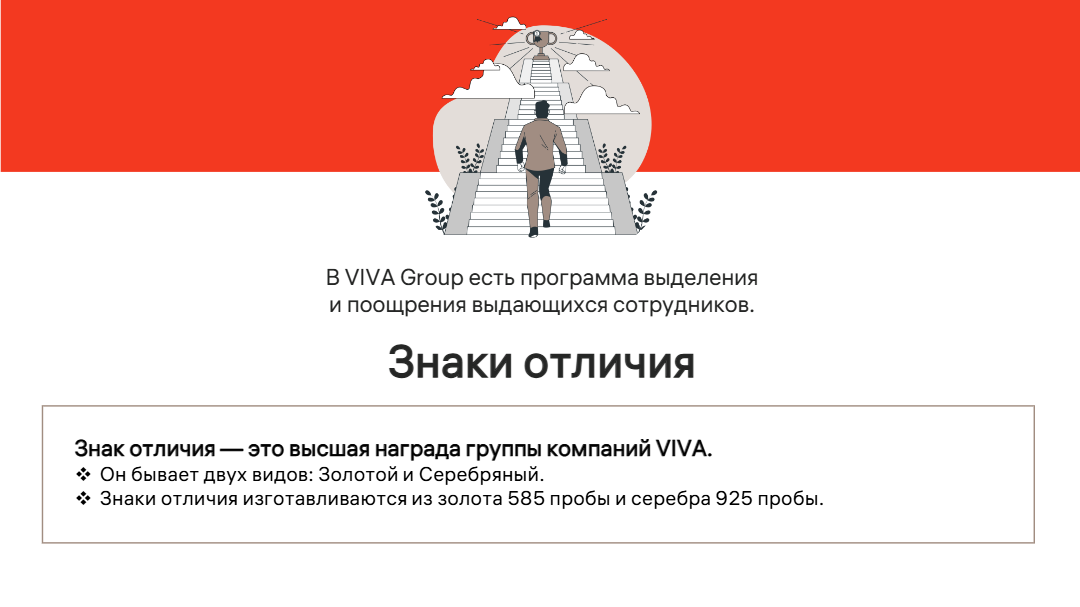 В VIVA Group есть программа выделения
и поощрения выдающихся сотрудников.
Знаки отличия
Знак отличия — это высшая награда группы компаний VIVA.
❖ Он бывает двух видов: Золотой и Серебряный.
❖ Знаки отличия изготавливаются из золота 585 пробы и серебра 925 пробы.